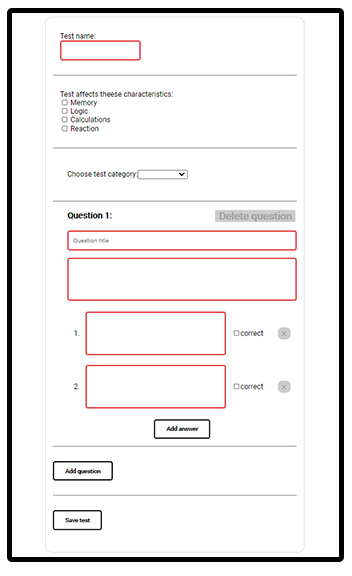 Test name:
Test affects theese characteristics:
Memory
Logic
Calculations
Reaction
Choose test category:
Question 1: Delete question
Question title
1. correct ×
2. correct ×
Add answer
Add question
Save test